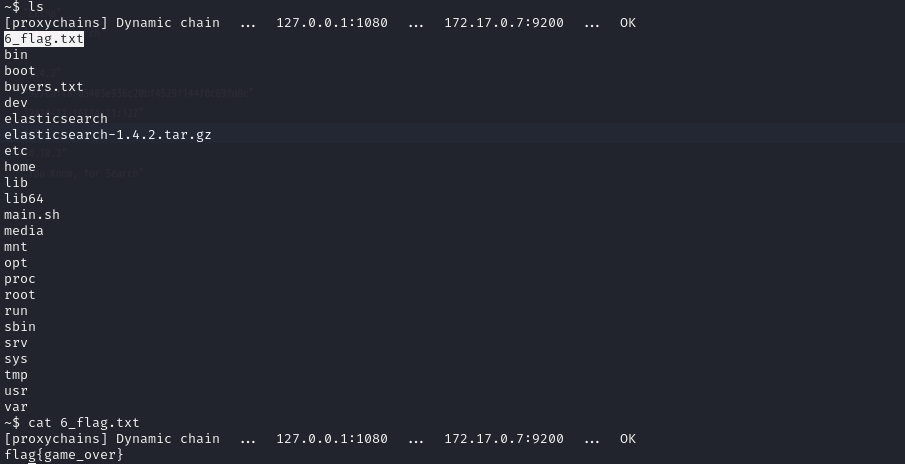 ~$ ls
[proxychains] Dynamic chain  ...  127.0.0.1:1080  ...  172.17.0.7:9200  ...  OK
6_flag.txt
bin
boot
buyers.txt
dev
elasticsearch
elasticsearch-1.4.2.tar.gz
etc
home
lib
lib64
main.sh
media
mnt
opt
proc
root
run
sbin
srv
sys
tmp
usr
var
~$ cat 6_flag.txt
[proxychains] Dynamic chain  ...  127.0.0.1:1080  ...  172.17.0.7:9200  ...  OK
flag{game_over}